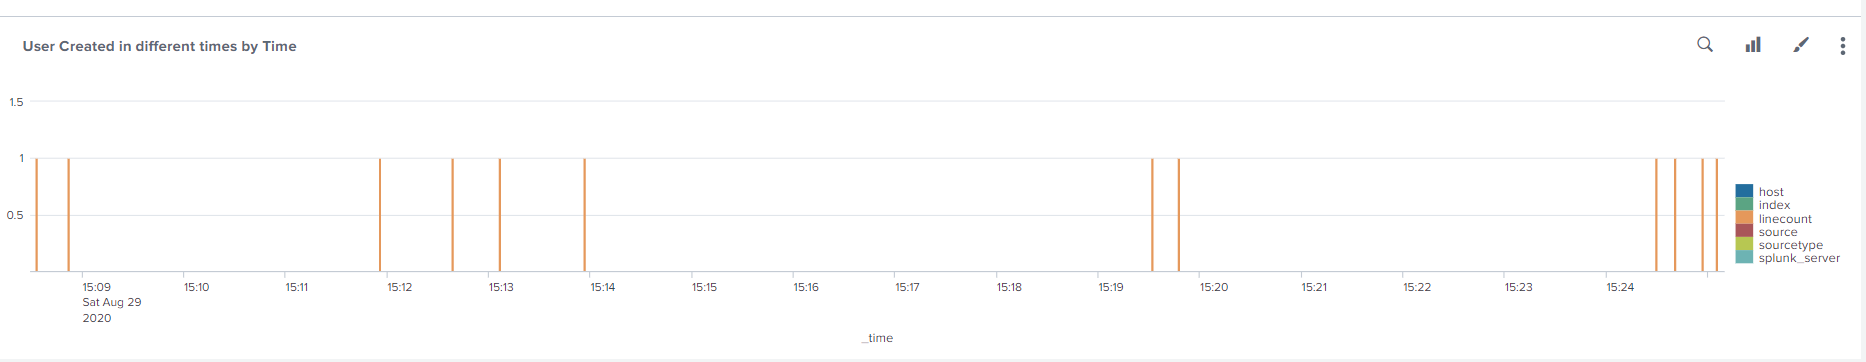 User Created in different times by Time
1.5
1
0.5
15:09
Sat Aug 29
2020
15:10
15:11
15:12
15:13
15:14
15:15
15:16
15:17
15:18
15:19
15:20
15:21
15:22
15:23
15:24
_time
host
index
linecount
source
sourcetype
splunk_server